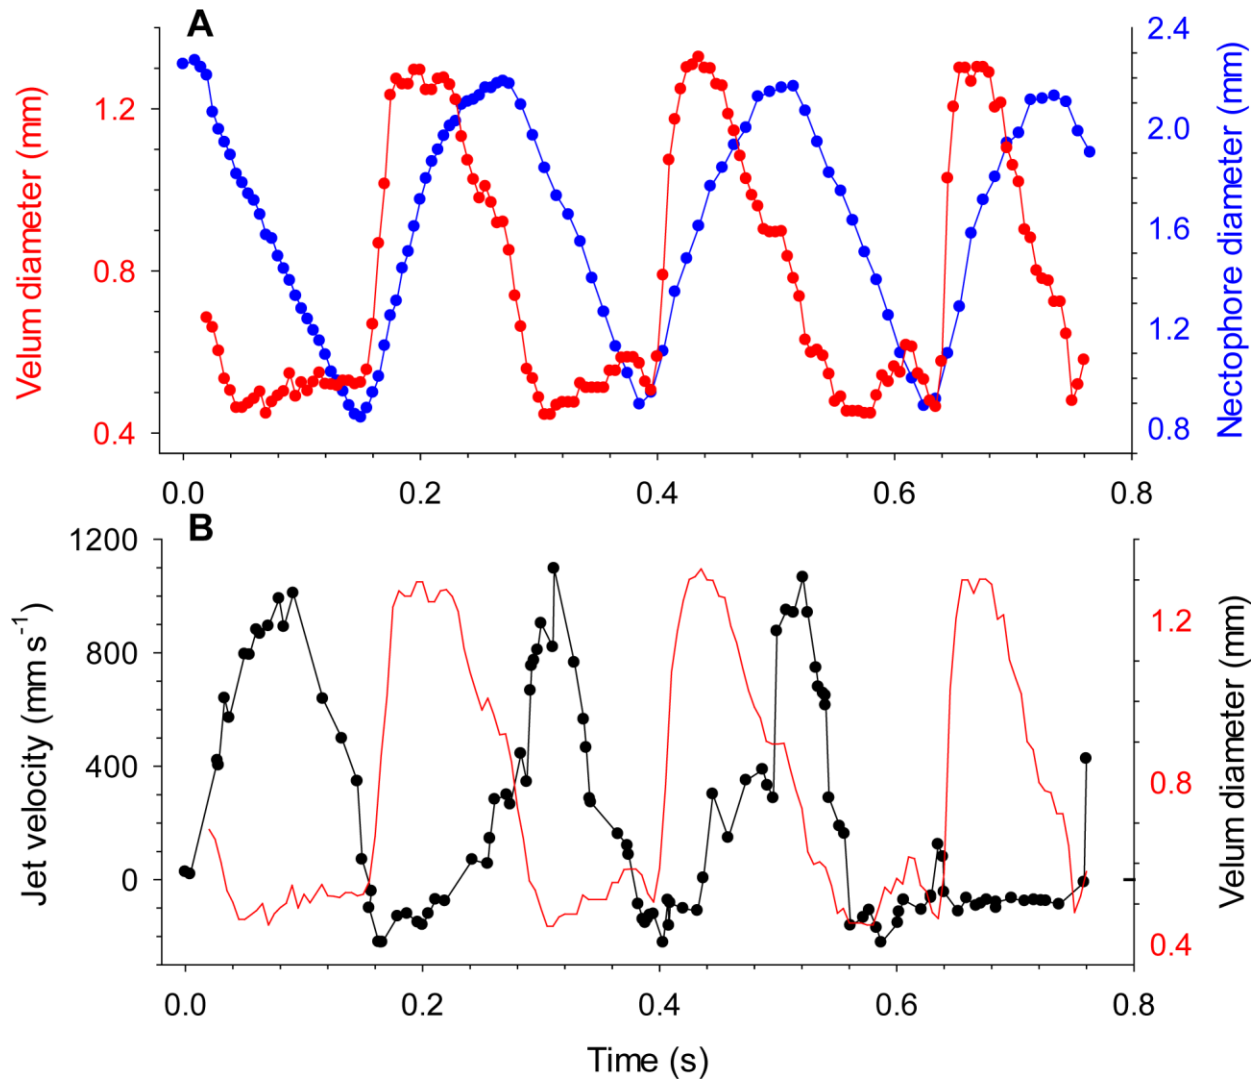 A
Velum diameter (mm)
1.2
0.8
0.4
2.4
2.0
1.6
1.2
0.8
Nectophore diameter (mm)
0.0 0.2 0.4 0.6 0.8
B
Jet velocity (mm s-1)
1200
800
400
0
1.2
0.8
0.4
Velum diameter (mm)
0.0 0.2 0.4 0.6 0.8
Time (s)